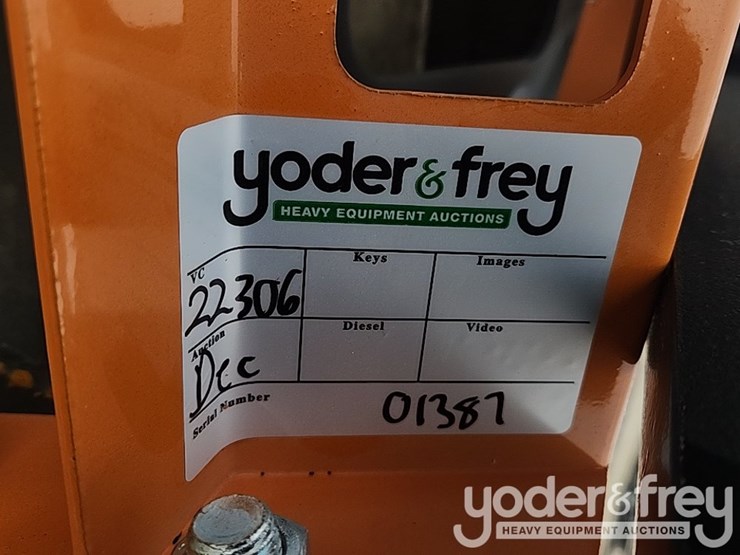 yoder & frey
HEAVY EQUIPMENT AUCTIONS
VC Keys Images
22306
Auction Diesel Video
Dec
Serial Number 01387
yoder & frey
HEAVY EQUIPMENT AUCTIONS